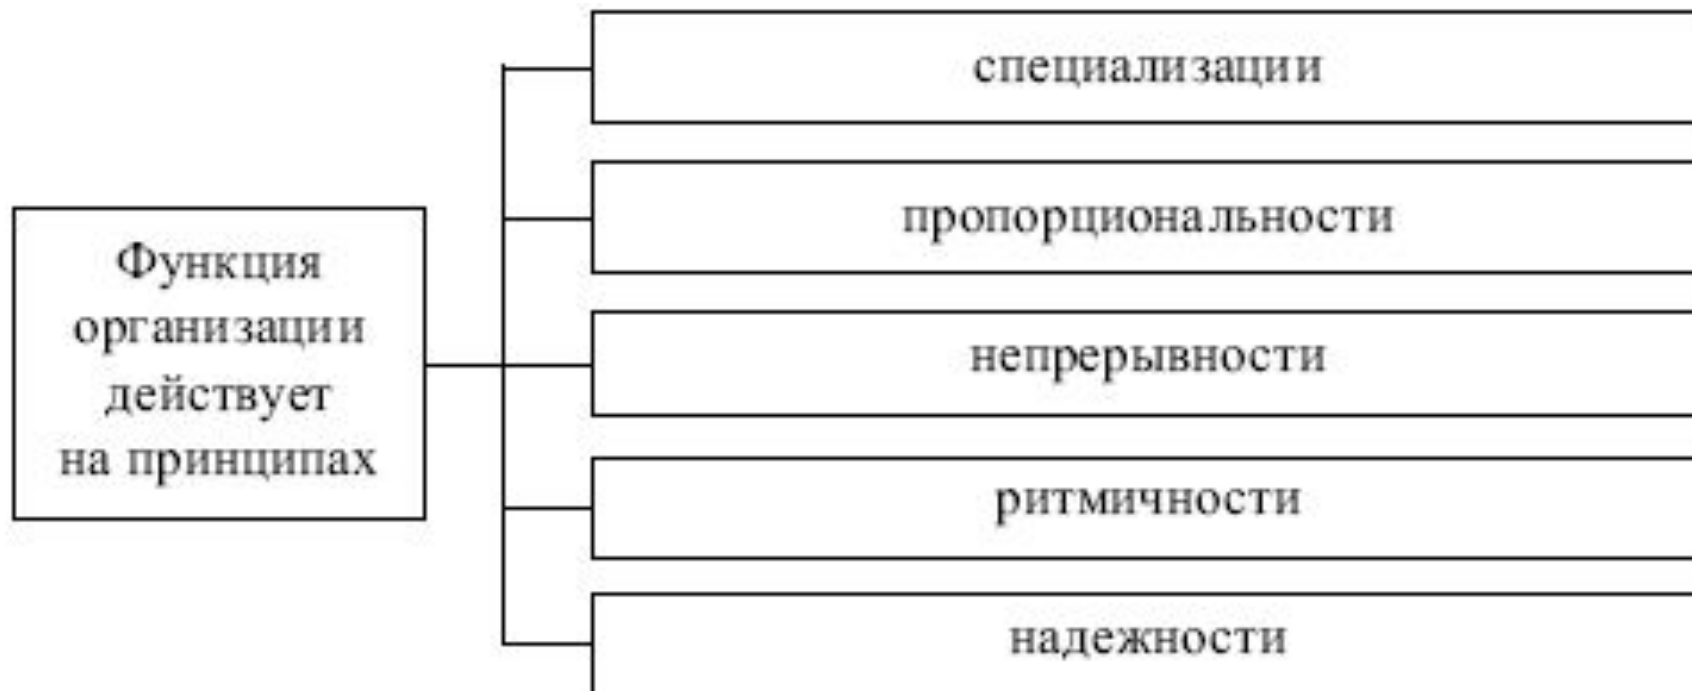 Функция
организации
действует
на принципах
специализации
пропорциональности
непрерывности
ритмичности
надежности